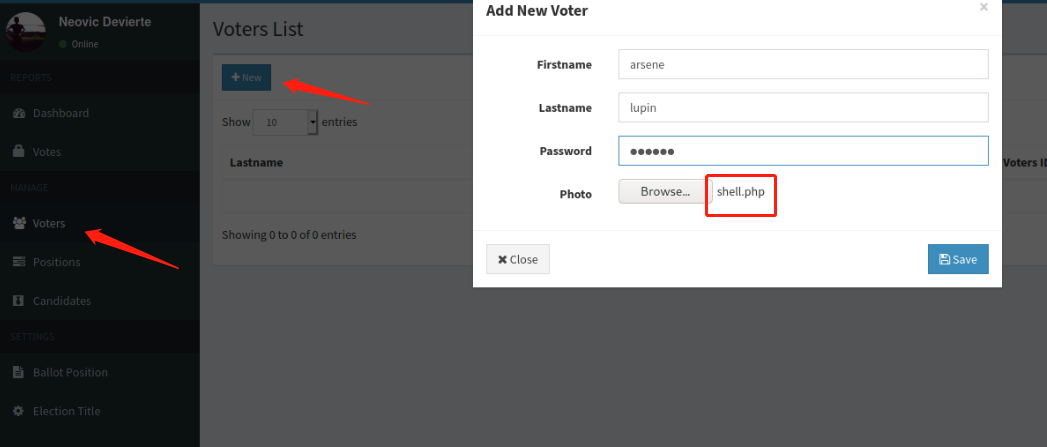 Neovic Devierte
Online
REPORTS
Dashboard
Votes
MANAGE
Voters
Positions
Candidates
SETTINGS
Ballot Position
Election Title
Voters List
New
Show 10 entries
Lastname
Voters ID
Showing 0 to 0 of 0 entries
Add New Voter
×
Firstname arsene
Lastname lupin
Password ●●●●●●
Photo Browse... shell.php
Close
Save